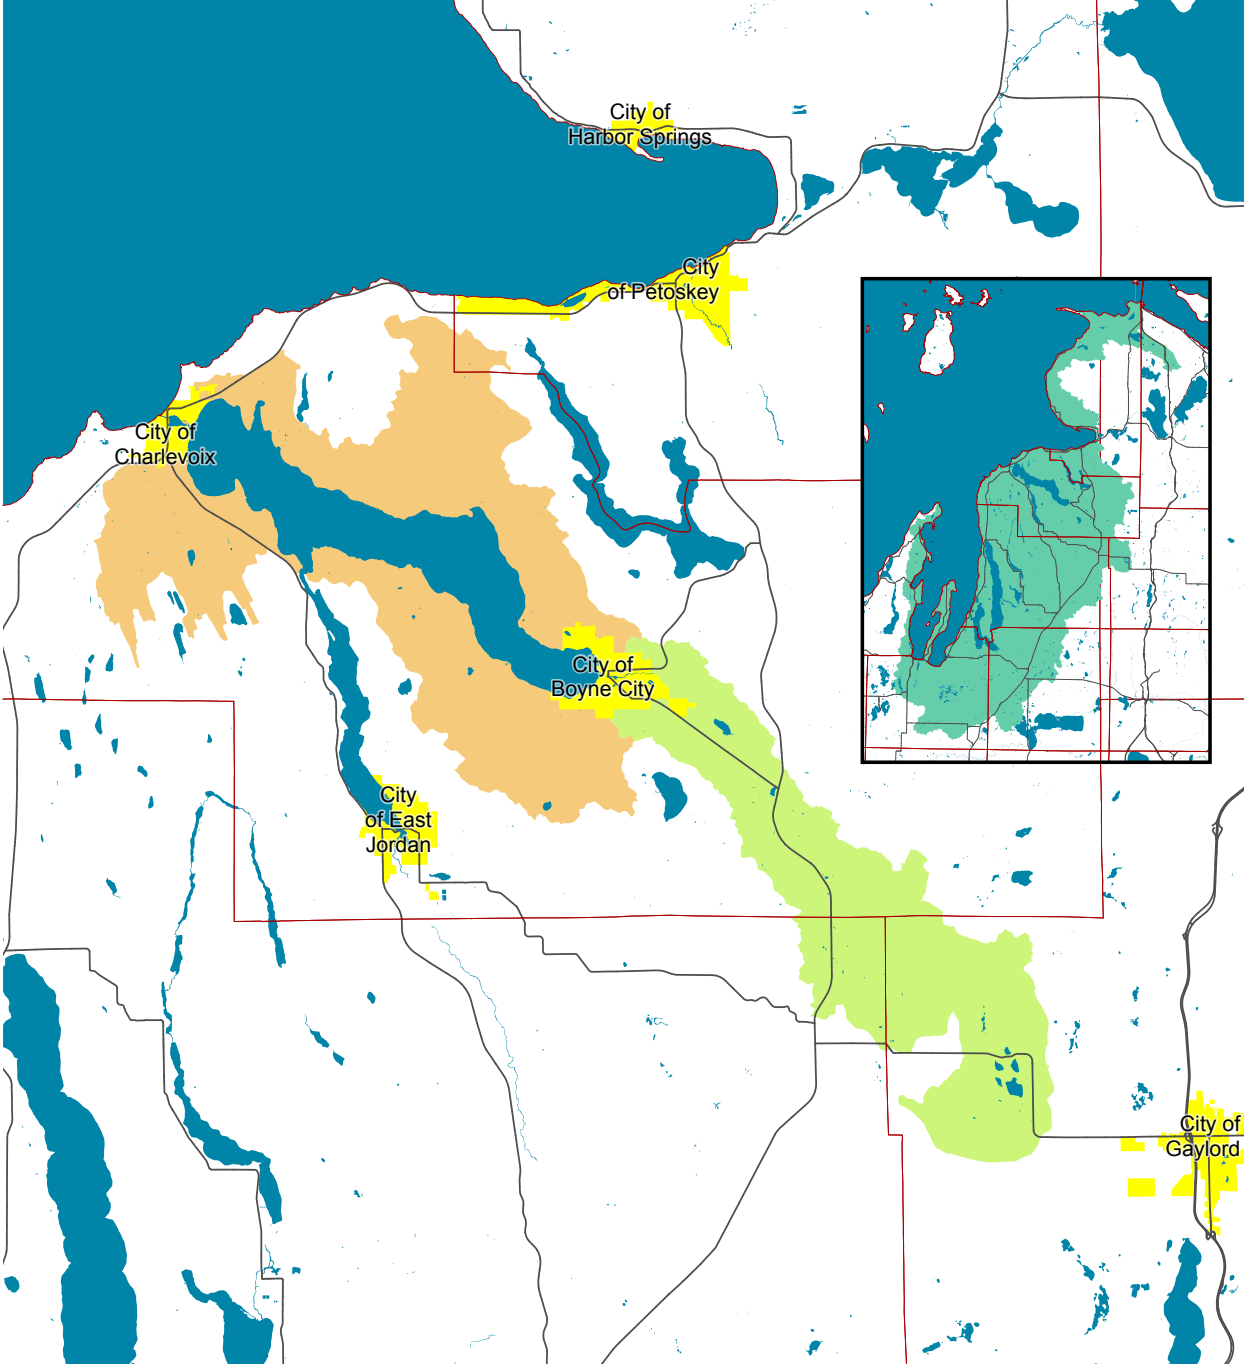 City of
Harbor Springs
City
of Petoskey
City of
Charlevoix
City of
Boyne City
City
of East
Jordan
City of
Gaylord